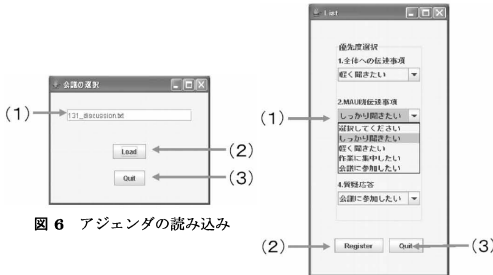 会議の選択
(1)
131_discussion.txt
Load
(2)
Quit
(3)
図 6 アジェンダの読み込み
List
優先度選択
1.全体への伝達事項
軽く聞きたい
2.MAU残伝達事項
(1)
しっかり聞きたい
選択してください
しっかり聞きたい
軽く聞きたい
作業に集中したい
会議に参加したい
4.質疑応答
会議に参加したい
(2)
Register
Quit
(3)